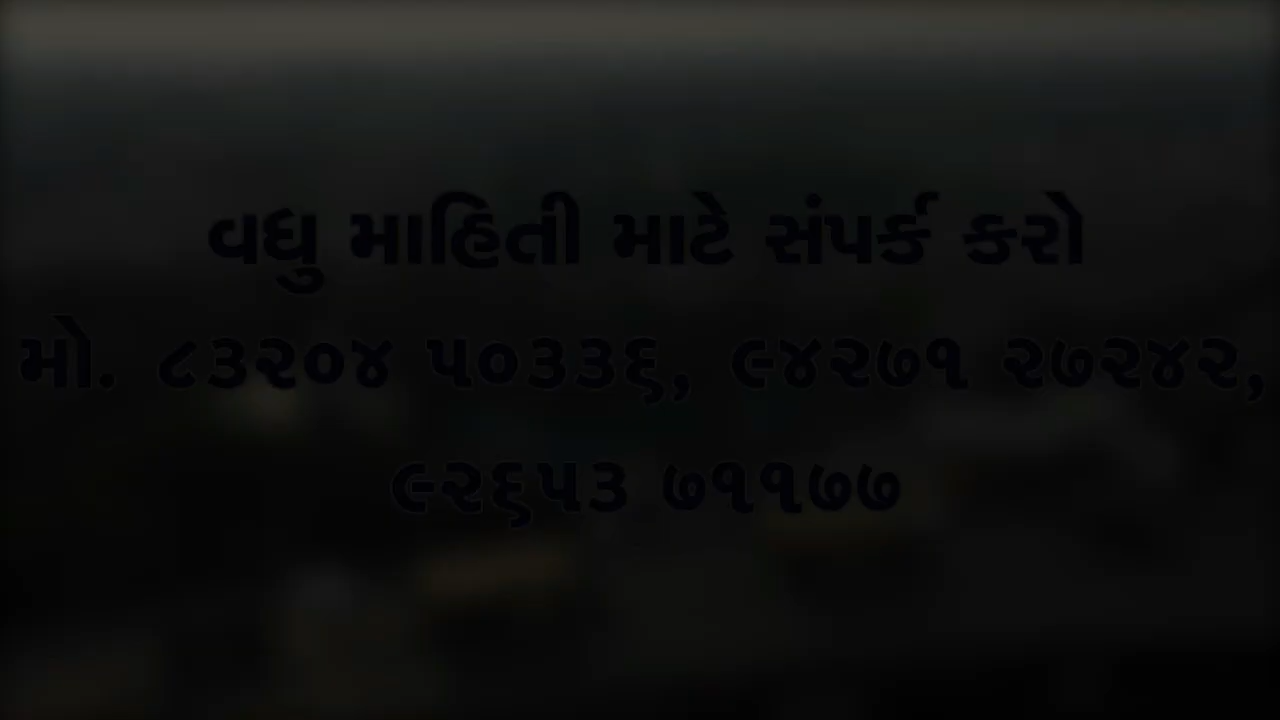 વધુ માહિતી માટે સંપર્ક કરો
મો. ૮૩૨૦૪ ૫૦૩૩૬, ૯૪૨૭૧ ૨૭૨૪૨,
૯૨૬૫૩ ૭૧૧૭૭